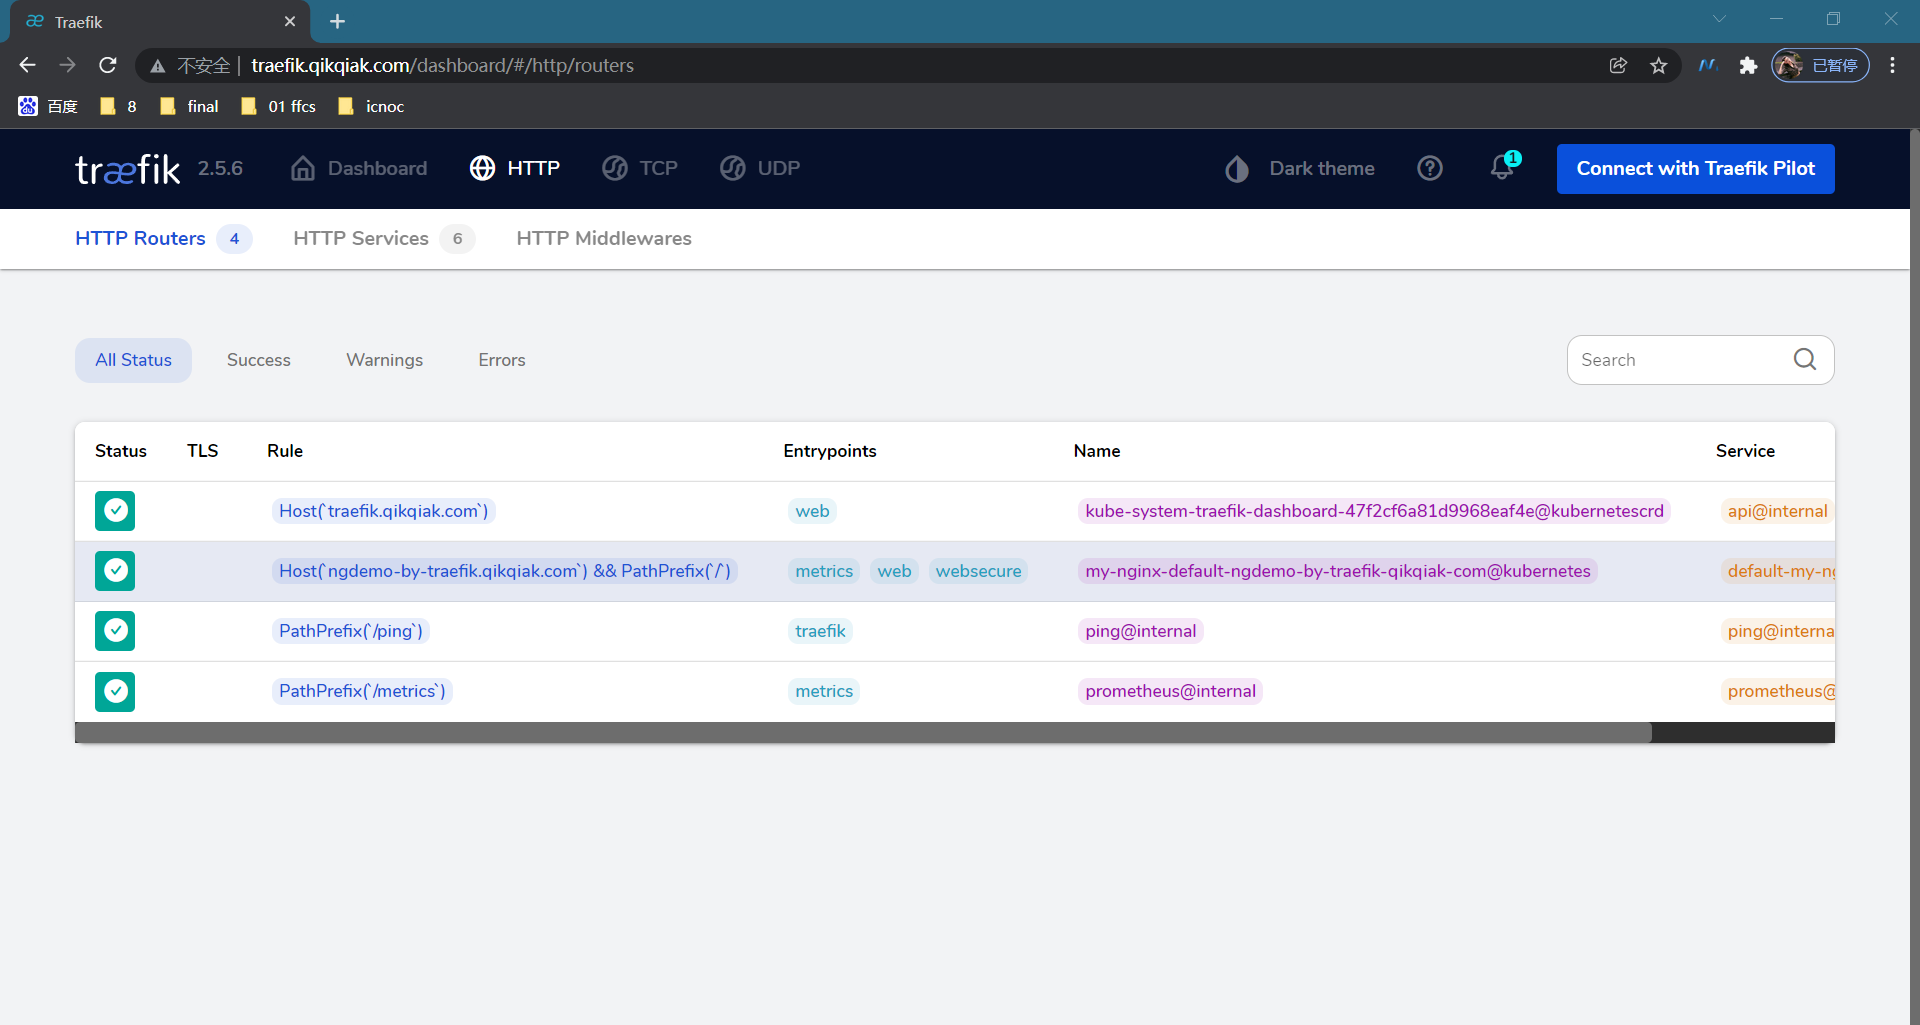 Traefik
不安全 | traefik.qikqiak.com/dashboard/#/http/routers
已暂停
百度 8 final 01 ffcs icnoc
træfik 2.5.6 Dashboard HTTP TCP UDP Dark theme 1 Connect with Traefik Pilot
HTTP Routers 4 HTTP Services 6 HTTP Middlewares
All Status Success Warnings Errors Search
Status TLS Rule Entrypoints Name Service
Host(`traefik.qikqiak.com`) web kube-system-traefik-dashboard-47f2cf6a81d9968eaf4e@kubernetescrd api@internal
Host(`ngdemo-by-traefik.qikqiak.com`) && PathPrefix(`/`) metrics web websecure my-nginx-default-ngdemo-by-traefik-qikqiak-com@kubernetes default-my-ng
PathPrefix(`/ping`) traefik ping@internal ping@interna
PathPrefix(`/metrics`) metrics prometheus@internal prometheus@